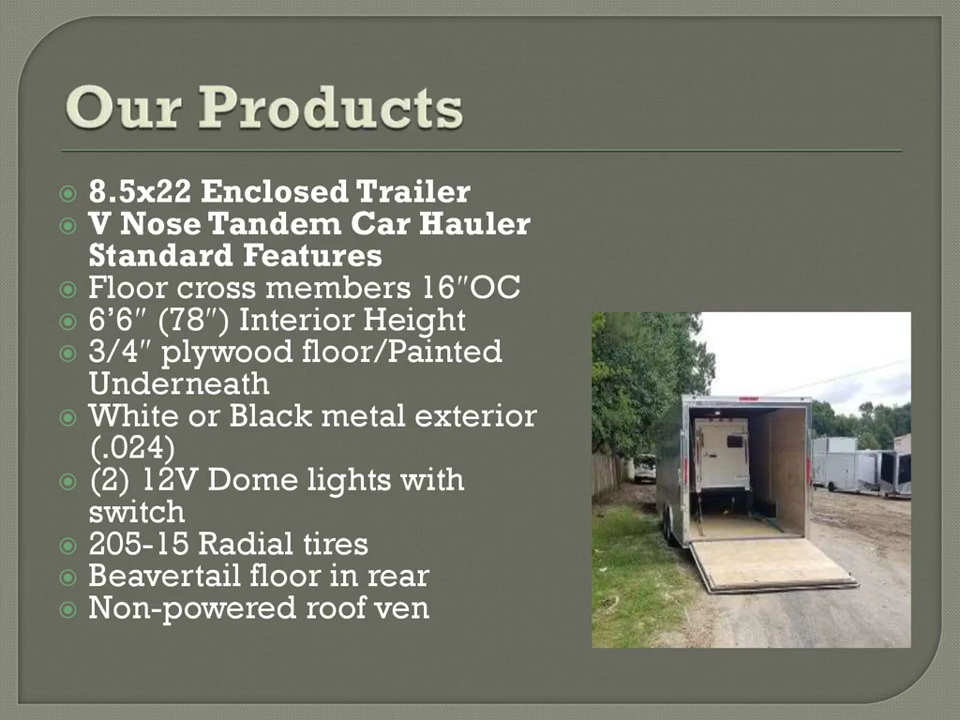 Our Products
8.5x22 Enclosed Trailer
V Nose Tandem Car Hauler
Standard Features
Floor cross members 16″OC
6’6″ (78″) Interior Height
3/4″ plywood floor/Painted
Underneath
White or Black metal exterior
(.024)
(2) 12V Dome lights with
switch
205-15 Radial tires
Beavertail floor in rear
Non-powered roof ven